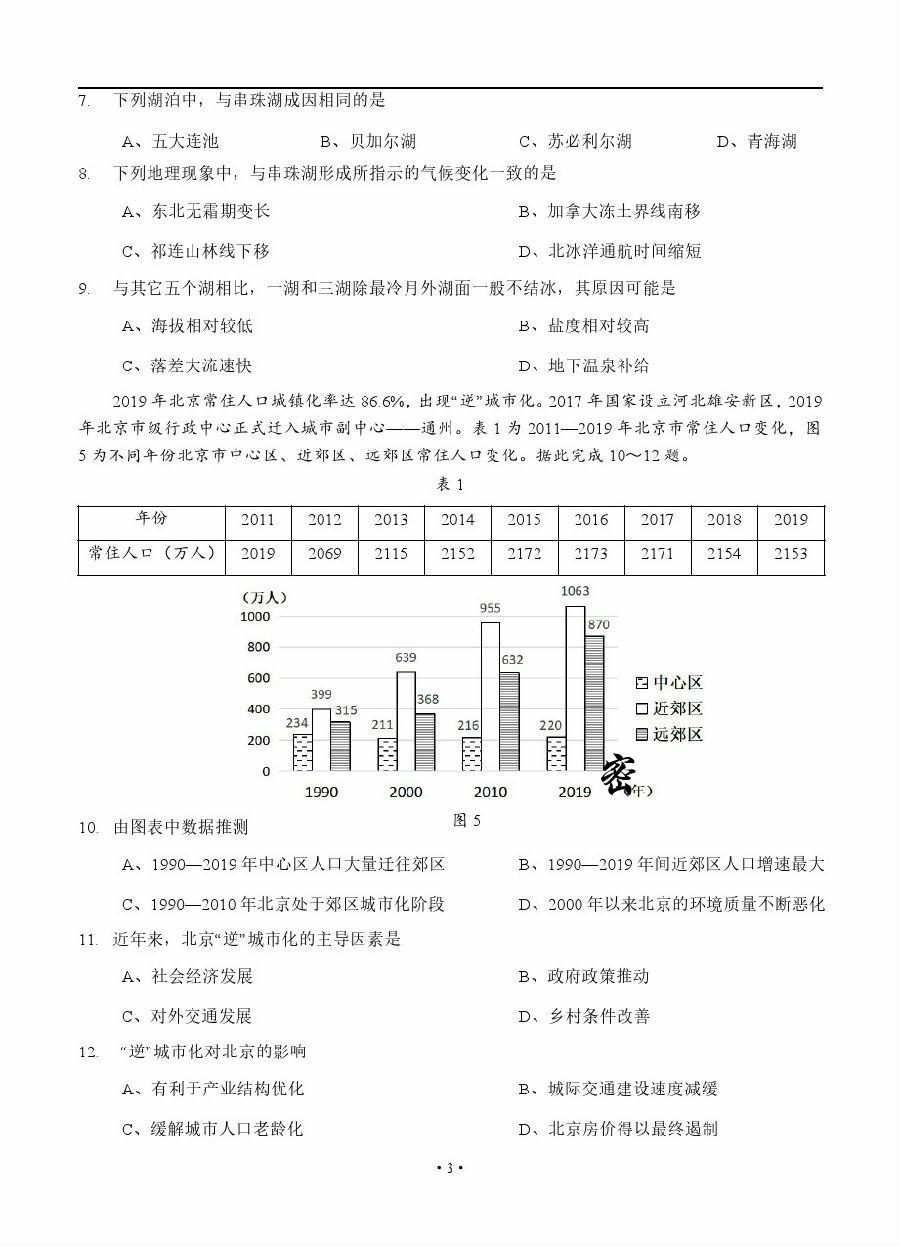 7. 下列湖泊中，与串珠湖成因相同的是
A、五大连池 B、贝加尔湖 C、苏必利尔湖 D、青海湖
8. 下列地理现象中，与串珠湖形成所指示的气候变化一致的是
A、东北无霜期变长 B、加拿大冻土界线南移
C、祁连山林线下移 D、北冰洋通航时间缩短
9. 与其它五个湖相比，一湖和三湖除最冷月外湖面一般不结冰，其原因可能是
A、海拔相对较低 B、盐度相对较高
C、落差大流速快 D、地下温泉补给
2019年北京常住人口城镇化率达 86.6%，出现“逆”城市化。2017 年国家设立河北雄安新区，2019
年北京市级行政中心正式迁入城市副中心——通州。表 1 为 2011—2019 年北京市常住人口变化，图
5 为不同年份北京市中心区、近郊区、远郊区常住人口变化。据此完成 10～12 题。
表 1
年份 2011 2012 2013 2014 2015 2016 2017 2018 2019
常住人口（万人） 2019 2069 2115 2152 2172 2173 2171 2154 2153
（万人）
1000
800
600
400
200
0
234 399 315
211 639 368
216 955 632
220 1063 870
中心区
近郊区
远郊区
密
1990 2000 2010 2019 （年）
图 5
10. 由图表中数据推测
A、1990—2019 年中心区人口大量迁往郊区 B、1990—2019 年间近郊区人口增速最大
C、1990—2010 年北京处于郊区城市化阶段 D、2000 年以来北京的环境质量不断恶化
11. 近年来，北京“逆”城市化的主导因素是
A、社会经济发展 B、政府政策推动
C、对外交通发展 D、乡村条件改善
12. “逆”城市化对北京的影响
A、有利于产业结构优化 B、城际交通建设速度减缓
C、缓解城市人口老龄化 D、北京房价得以最终遏制
• 3 •